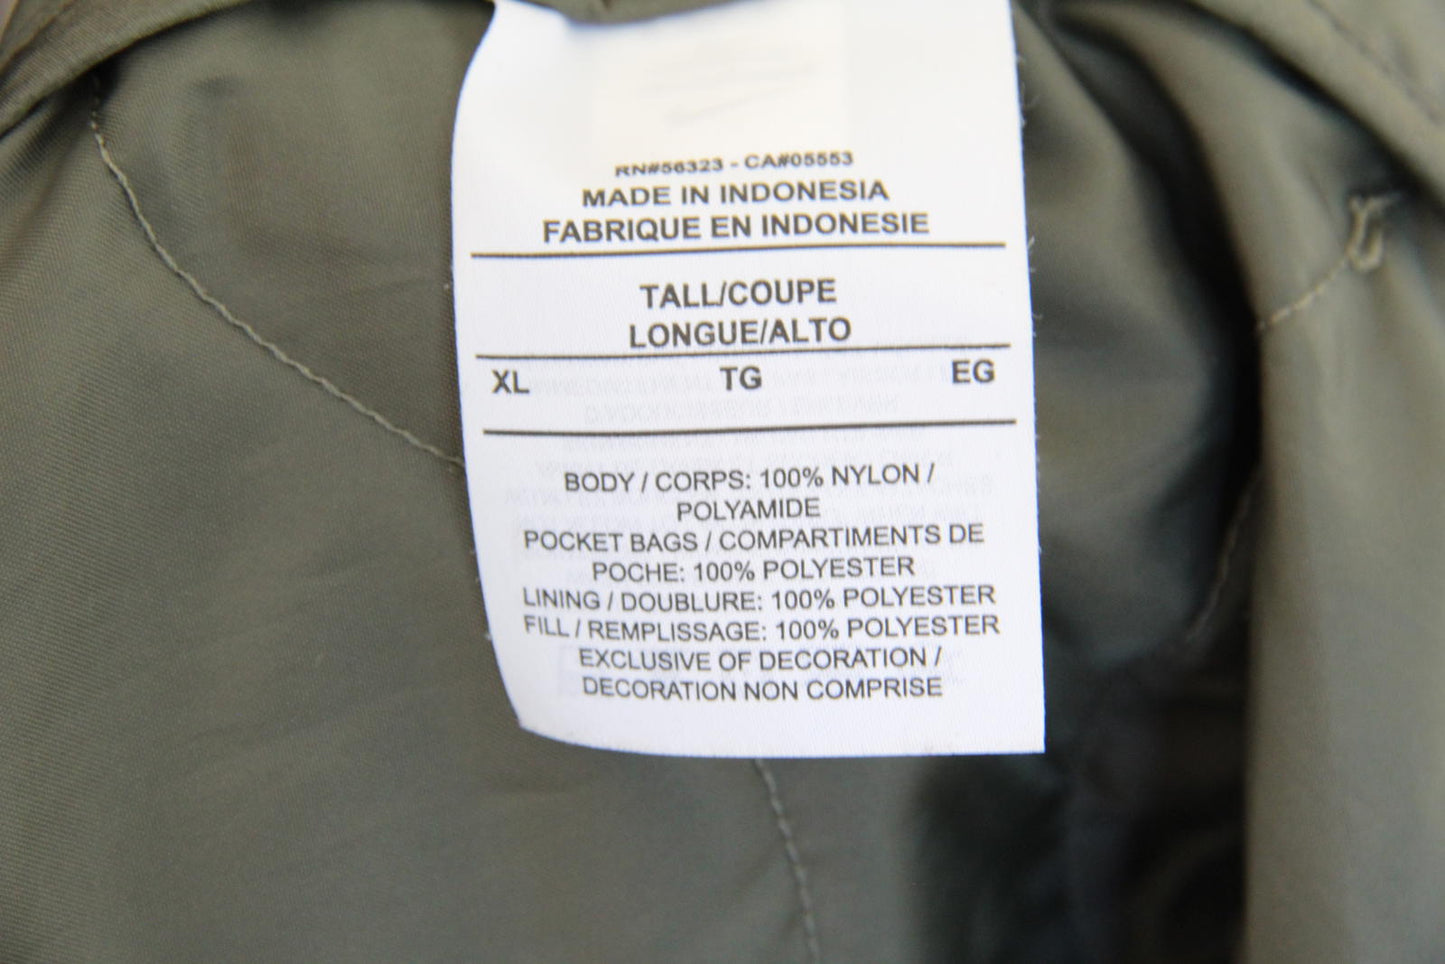 RN#56323 - CA#05553
MADE IN INDONESIA
FABRIQUE EN INDONESIE
TALL/COUPE
LONGUE/ALTO
XL TG EG
BODY / CORPS: 100% NYLON /
POLYAMIDE
POCKET BAGS / COMPARTIMENTS DE
POCHE: 100% POLYESTER
LINING / DOUBLURE: 100% POLYESTER
FILL / REMPLISSAGE: 100% POLYESTER
EXCLUSIVE OF DECORATION /
DECORATION NON COMPRISE